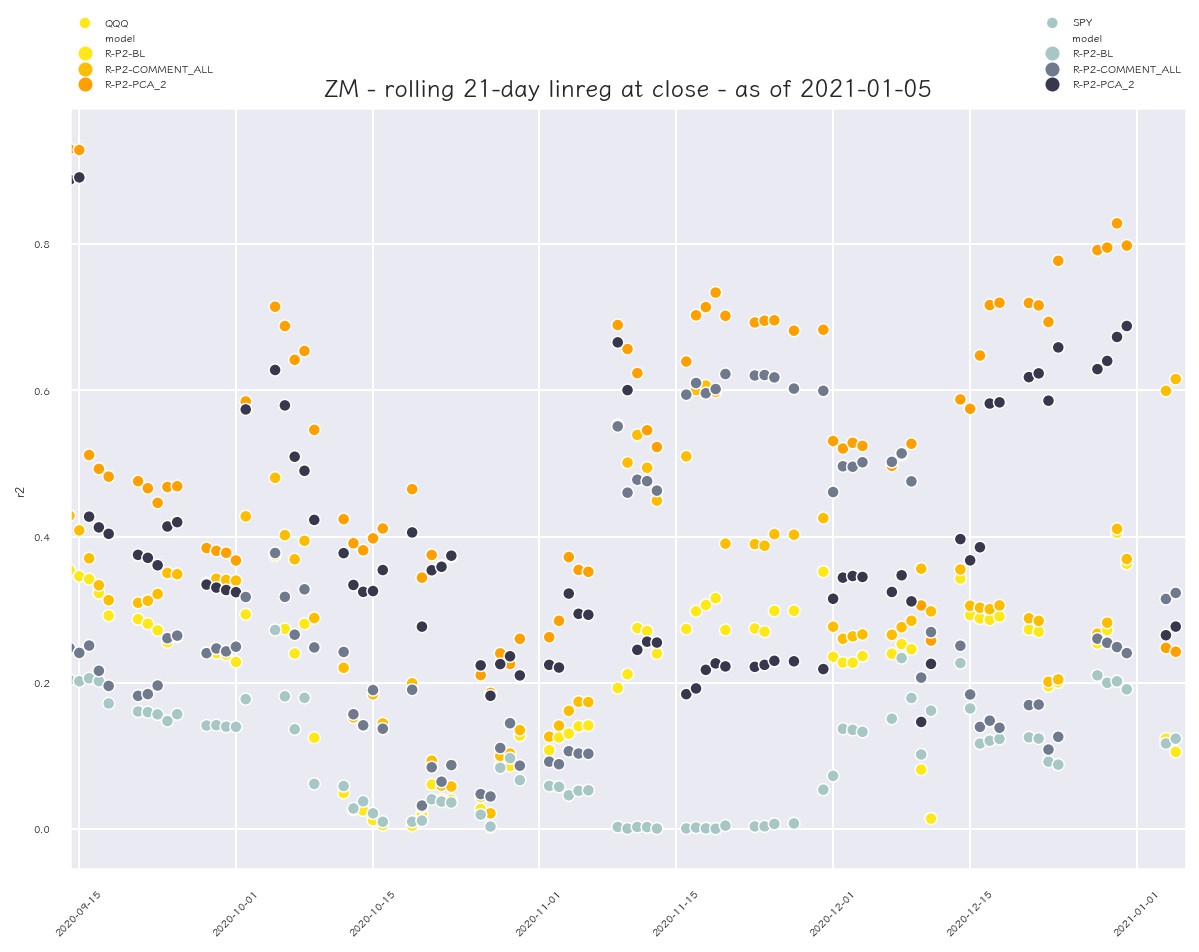 QQQ
model
R-P2-BL
R-P2-COMMENT_ALL
R-P2-PCA_2
SPY
model
R-P2-BL
R-P2-COMMENT_ALL
R-P2-PCA_2
ZM - rolling 21-day linreg at close - as of 2021-01-05
r2
0.8
0.6
0.4
0.2
0.0
2020-09-15
2020-10-01
2020-10-15
2020-11-01
2020-11-15
2020-12-01
2020-12-15
2021-01-01